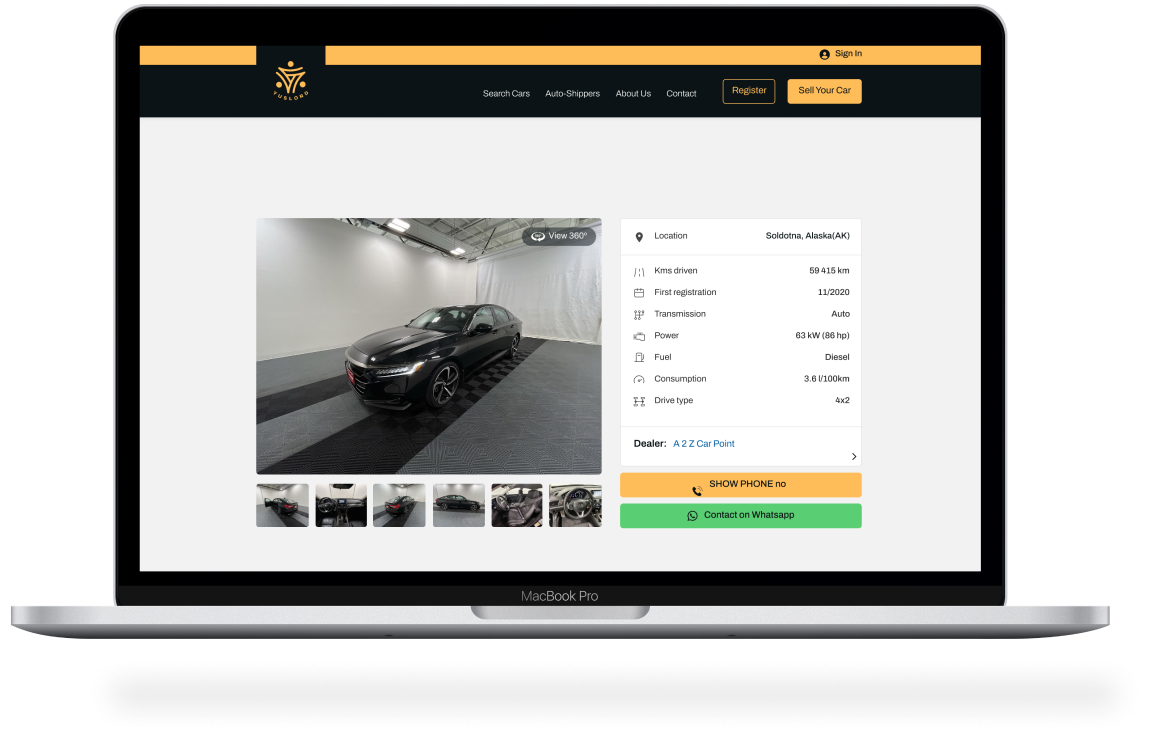 Sign In
FUSLORD
Search Cars Auto-Shippers About Us Contact Register Sell Your Car
View 360°
Location Soldotna, Alaska(AK)
Kms driven 59 415 km
First registration 11/2020
Transmission Auto
Power 63 kW (86 hp)
Fuel Diesel
Consumption 3.6 l/100km
Drive type 4x2
Dealer: A 2 Z Car Point
SHOW PHONE no
Contact on Whatsapp
MacBook Pro